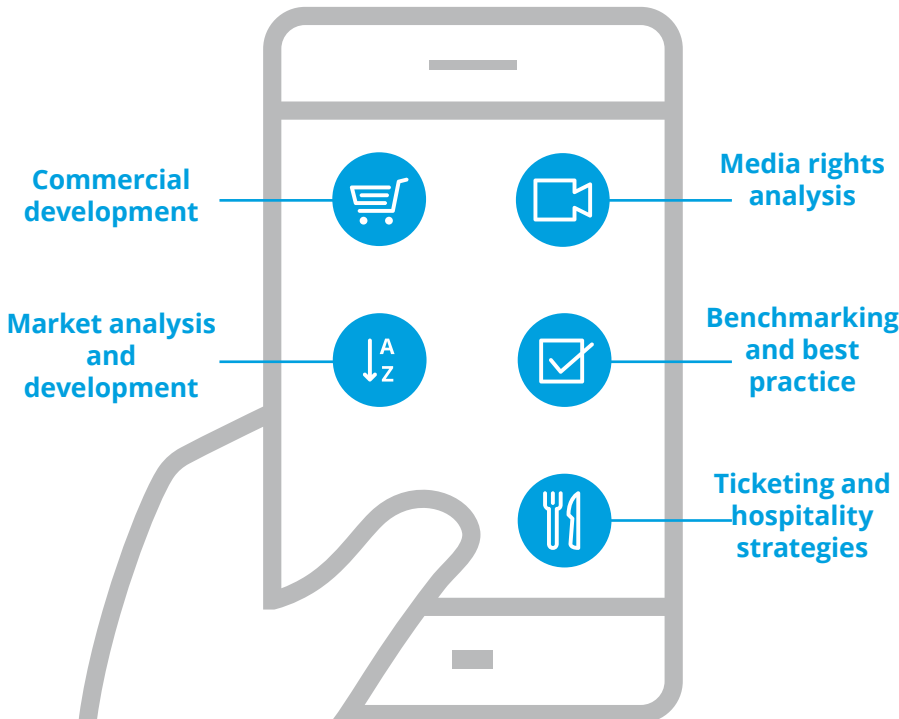 Commercial
development
Market analysis
and
development
A
Z
Media rights
analysis
Benchmarking
and best
practice
Ticketing and
hospitality
strategies